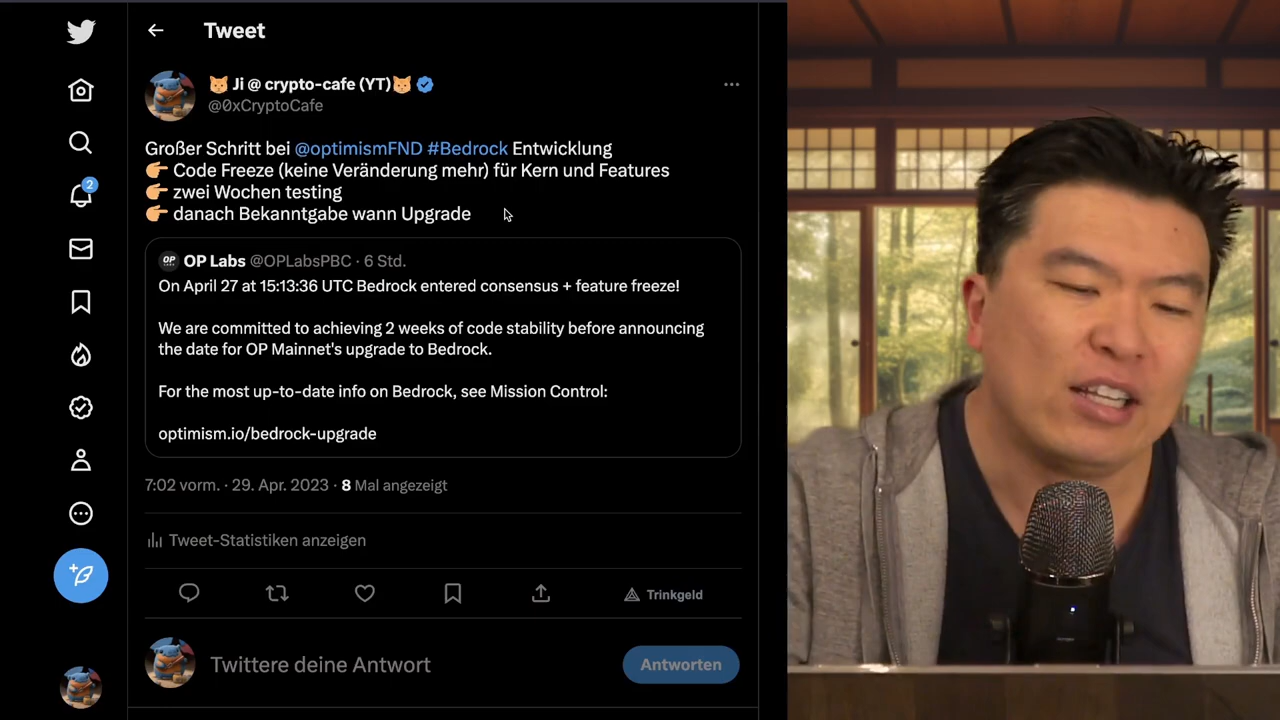 Tweet
Ji @ crypto-cafe (YT)
@0xCryptoCafe
Großer Schritt bei @optimismFND #Bedrock Entwicklung
👉 Code Freeze (keine Veränderung mehr) für Kern und Features
👉 zwei Wochen testing
👉 danach Bekanntgabe wann Upgrade
OP Labs @OPLabsPBC · 6 Std.
On April 27 at 15:13:36 UTC Bedrock entered consensus + feature freeze!
We are committed to achieving 2 weeks of code stability before announcing
the date for OP Mainnet's upgrade to Bedrock.
For the most up-to-date info on Bedrock, see Mission Control:
optimism.io/bedrock-upgrade
7:02 vorm. · 29. Apr. 2023 · 8 Mal angezeigt
Tweet-Statistiken anzeigen
Trinkgeld
Twittere deine Antwort
Antworten
2
OP